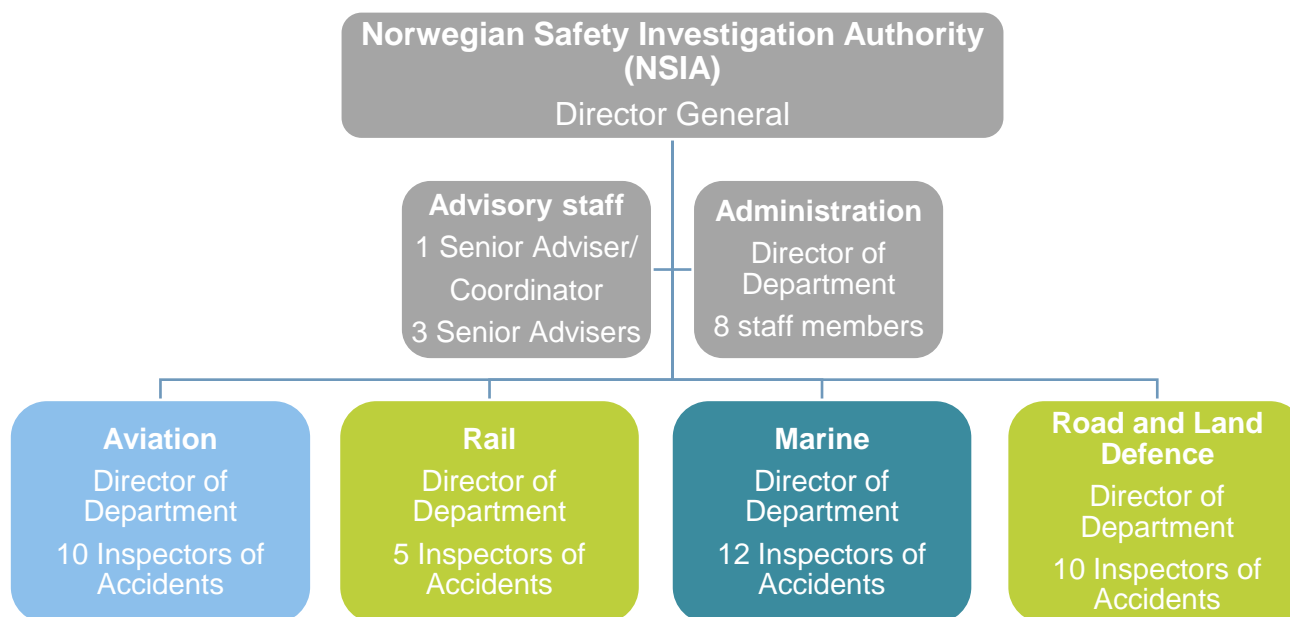 Norwegian Safety Investigation Authority
(NSIA)
Director General
Advisory staff
1 Senior Adviser/
Coordinator
3 Senior Advisers
Administration
Director of
Department
8 staff members
Aviation
Director of
Department
10 Inspectors of
Accidents
Rail
Director of
Department
5 Inspectors of
Accidents
Marine
Director of
Department
12 Inspectors of
Accidents
Road and Land
Defence
Director of
Department
10 Inspectors of
Accidents